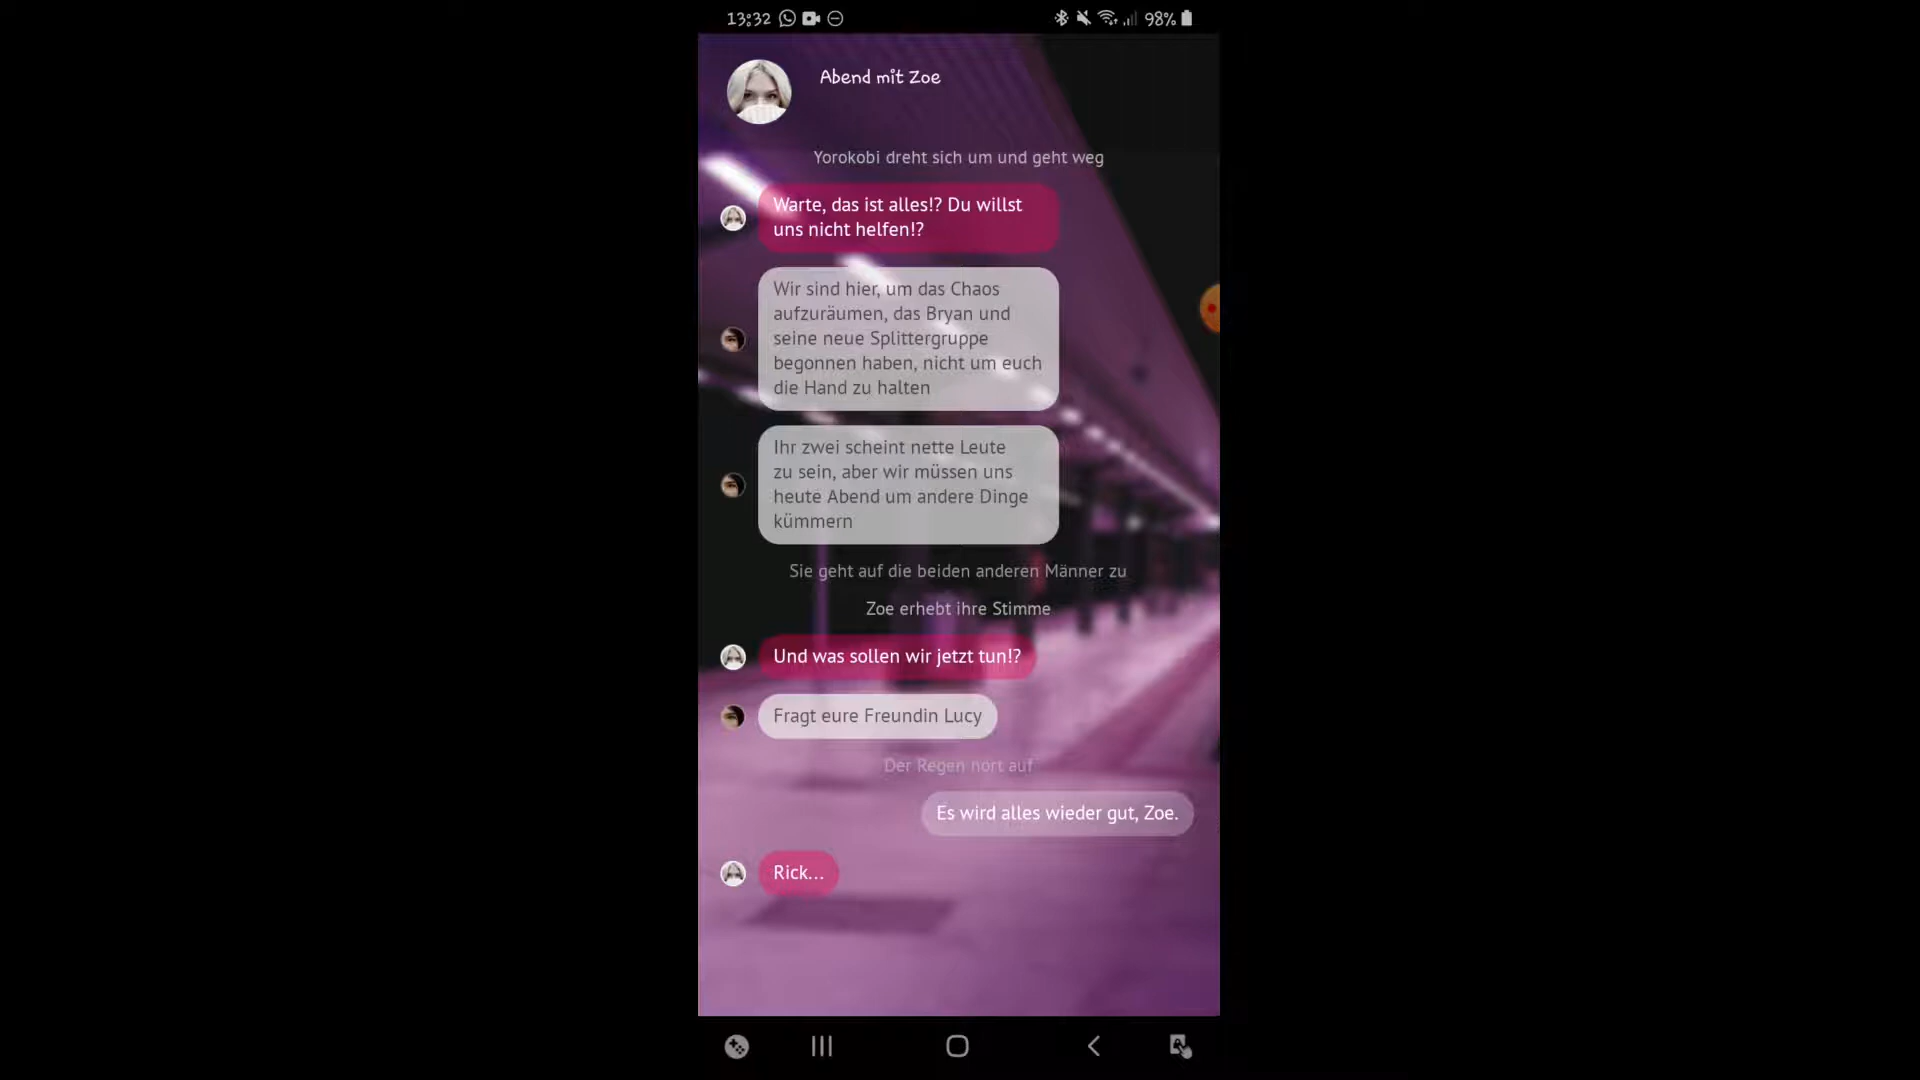 13:32
98%
Abend mit Zoe
Yorokobi dreht sich um und geht weg
Warte, das ist alles!? Du willst
uns nicht helfen!?
Wir sind hier, um das Chaos
aufzuräumen, das Bryan und
seine neue Splittergruppe
begonnen haben, nicht um euch
die Hand zu halten
Ihr zwei scheint nette Leute
zu sein, aber wir müssen uns
heute Abend um andere Dinge
kümmern
Sie geht auf die beiden anderen Männer zu
Zoe erhebt ihre Stimme
Und was sollen wir jetzt tun!?
Fragt eure Freundin Lucy
Der Regen hört auf
Es wird alles wieder gut, Zoe.
Rick...